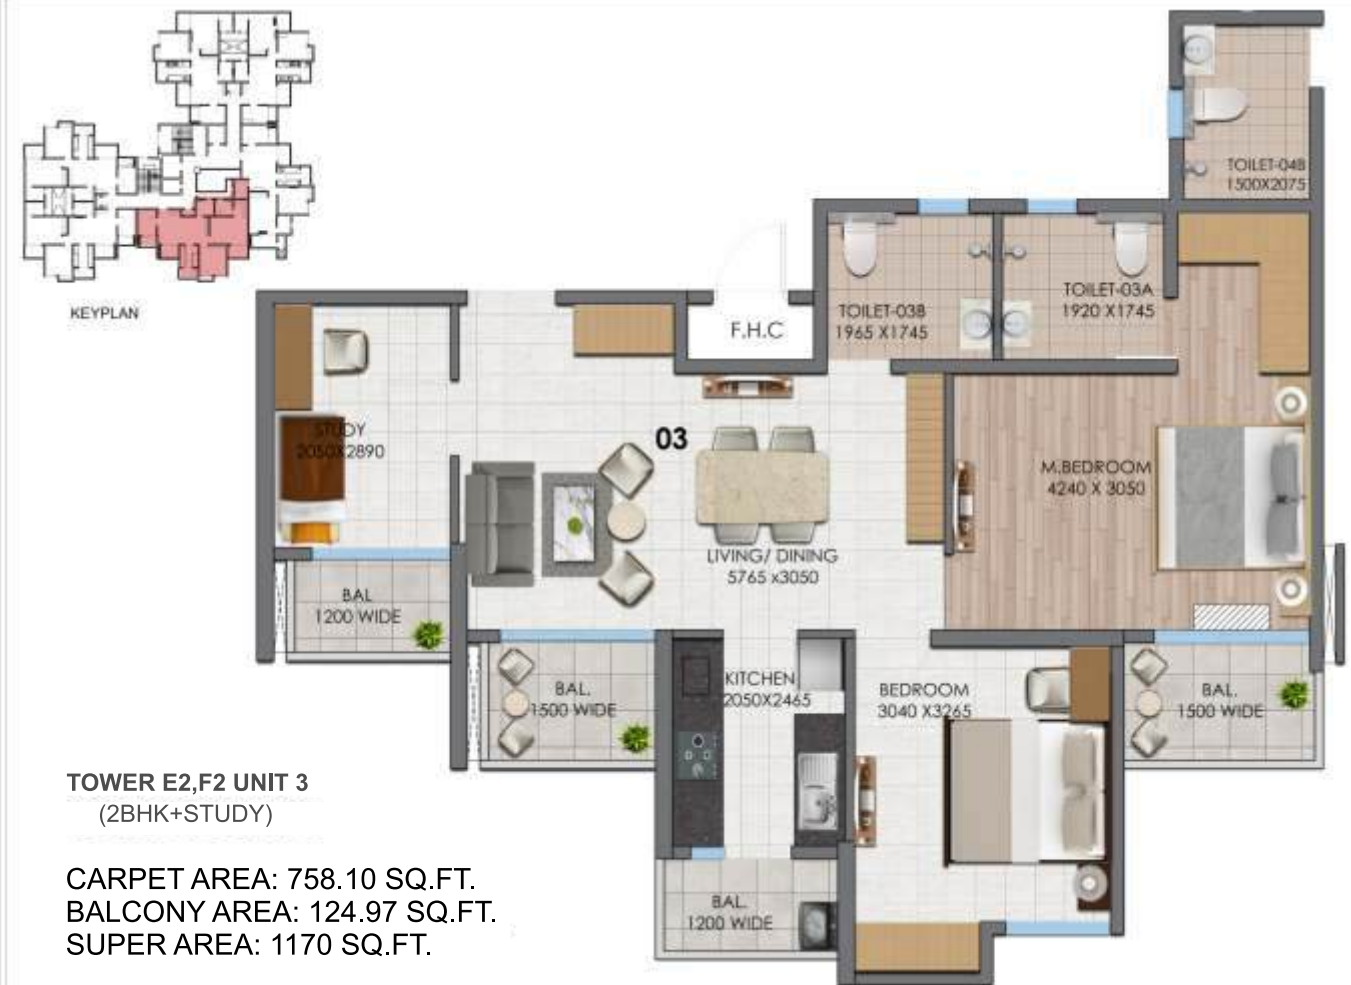 KEYPLAN
TOILET-04B
1500X2075
TOILET-03B
1965 X1745
TOILET-03A
1920 X1745
F.H.C
STUDY
2050X2890
03
M.BEDROOM
4240 X 3050
LIVING/ DINING
5765 x3050
BAL
1200 WIDE
BAL.
1500 WIDE
KITCHEN
2050X2465
BEDROOM
3040 X3265
BAL.
1500 WIDE
BAL.
1200 WIDE
TOWER E2,F2 UNIT 3
(2BHK+STUDY)
CARPET AREA: 758.10 SQ.FT.
BALCONY AREA: 124.97 SQ.FT.
SUPER AREA: 1170 SQ.FT.